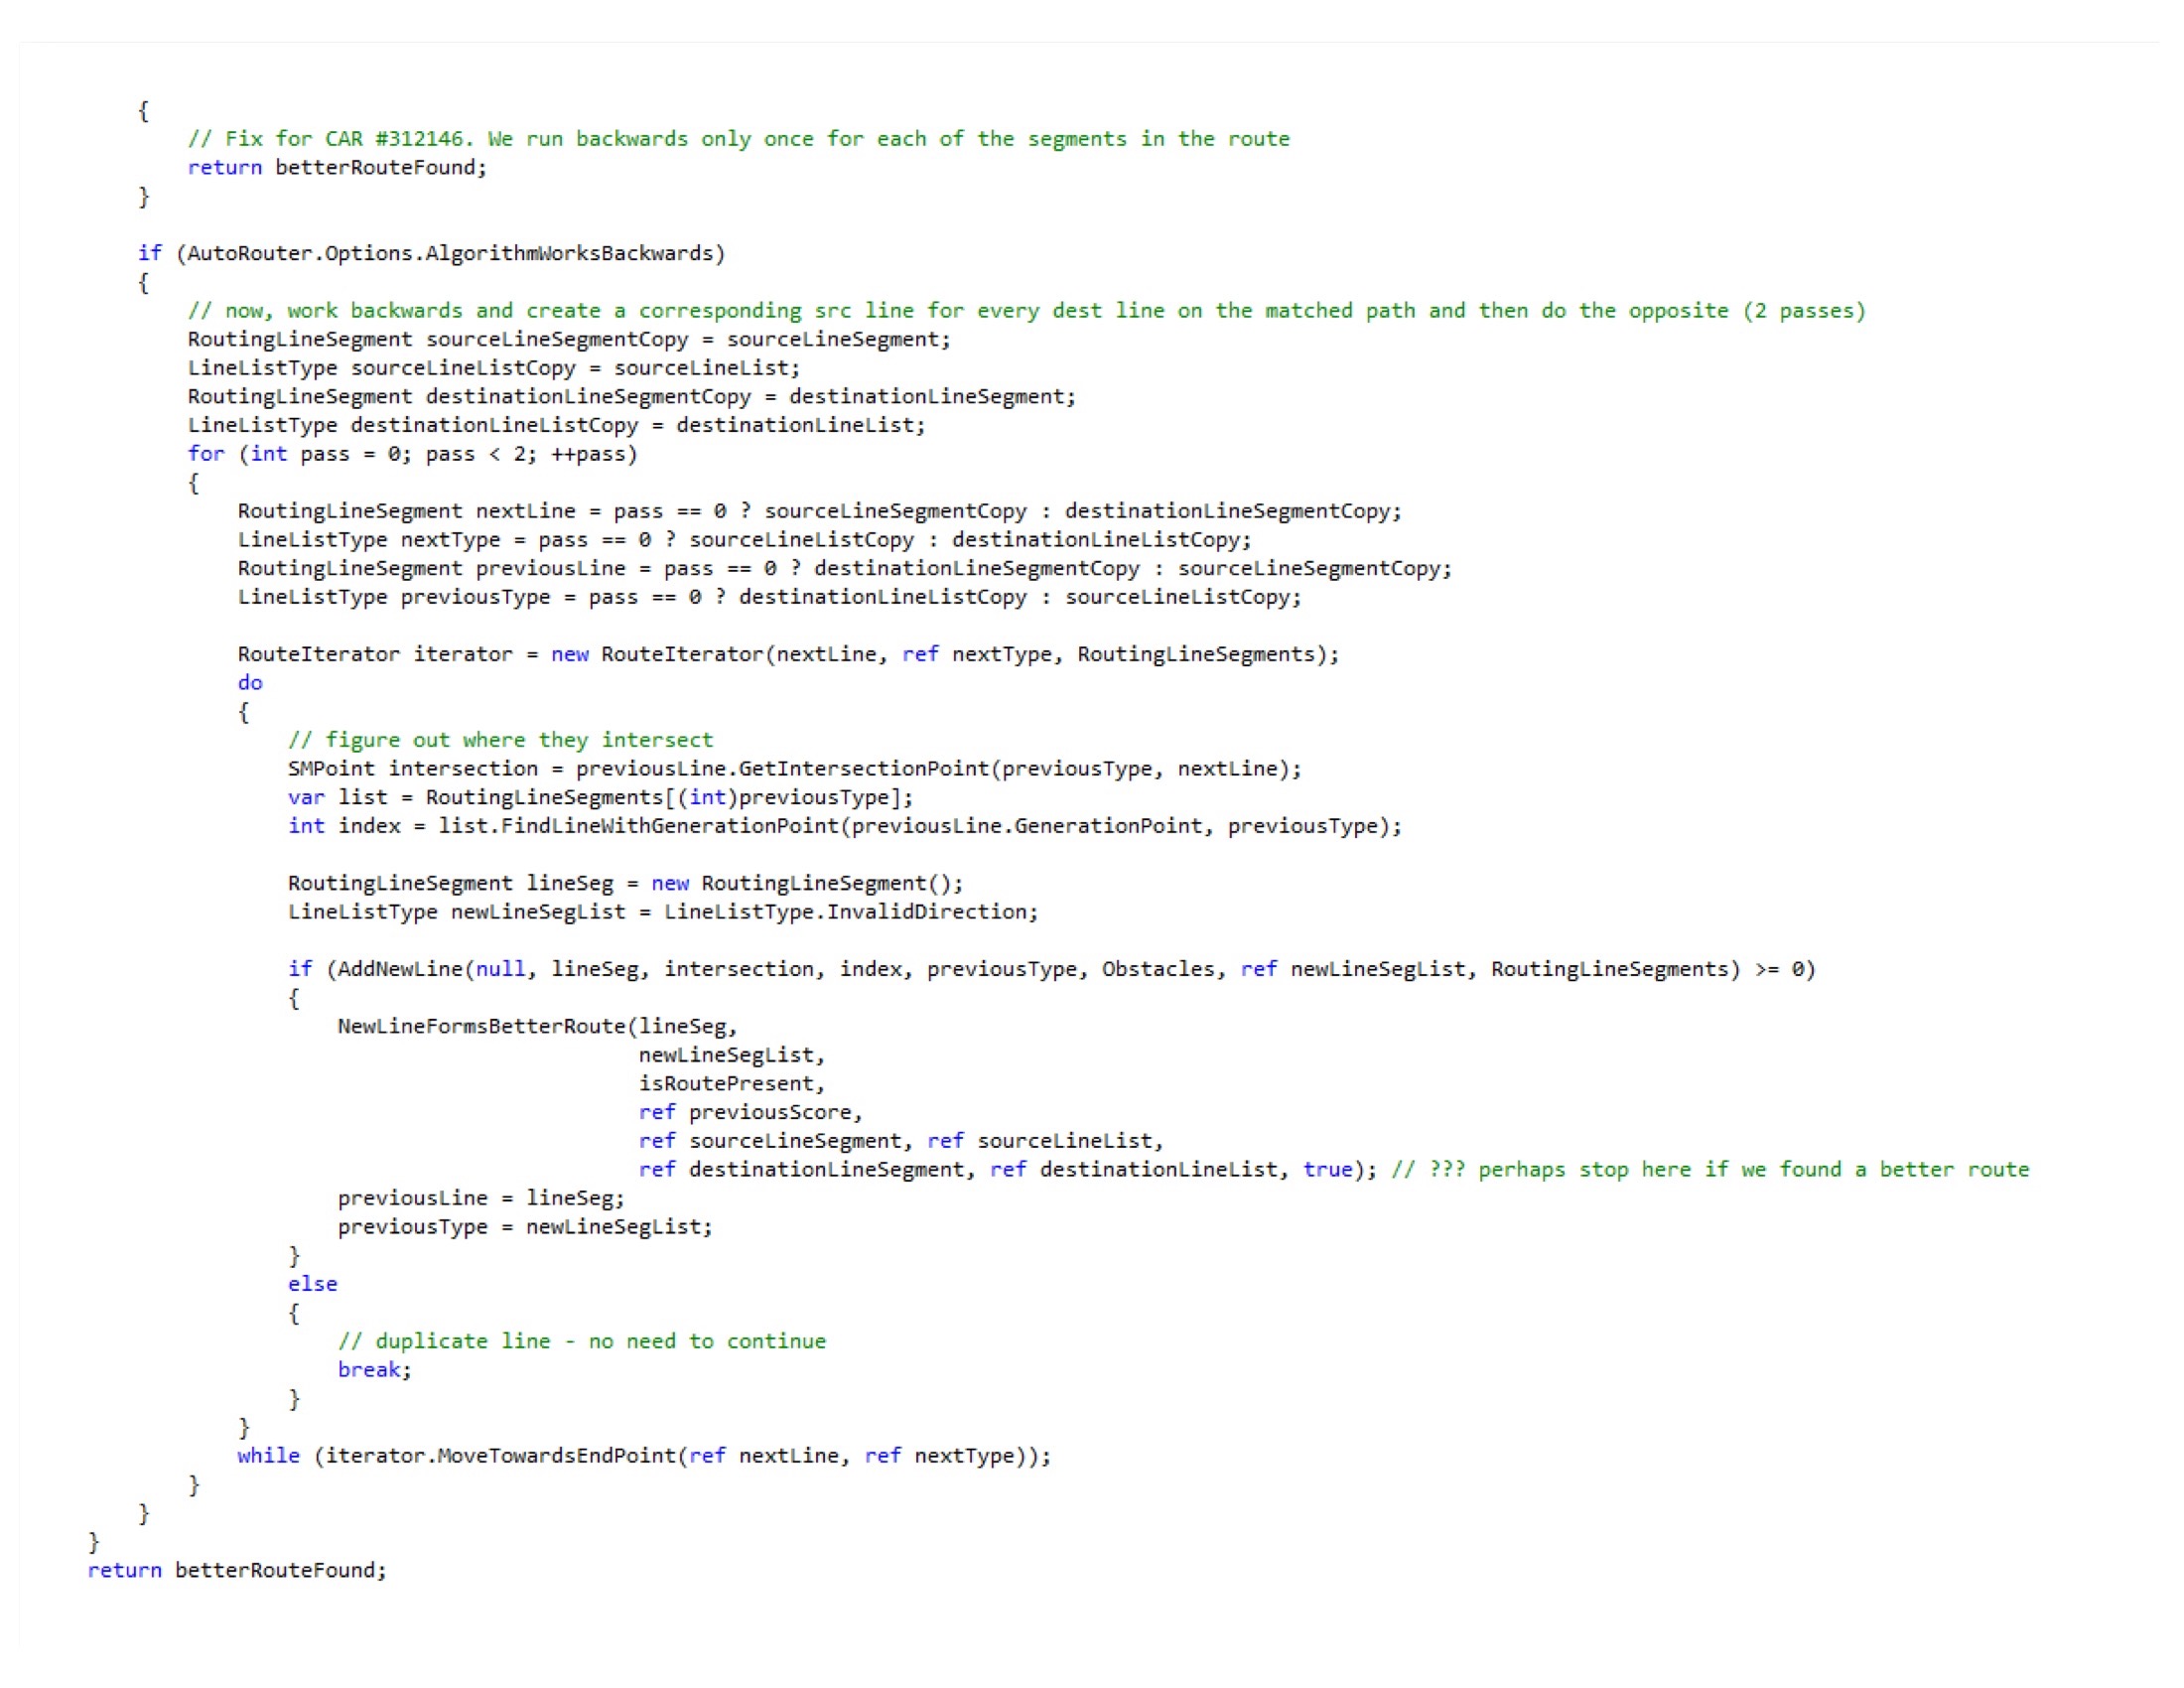 {
// Fix for CAR #312146. We run backwards only once for each of the segments in the route
return betterRouteFound;
}
if (AutoRouter.Options.AlgorithmWorksBackwards)
{
// now, work backwards and create a corresponding src line for every dest line on the matched path and then do the opposite (2 passes)
RoutingLineSegment sourceLineSegmentCopy = sourceLineSegment;
LineListType sourceLineListCopy = sourceLineList;
RoutingLineSegment destinationLineSegmentCopy = destinationLineSegment;
LineListType destinationLineListCopy = destinationLineList;
for (int pass = 0; pass < 2; ++pass)
{
RoutingLineSegment nextLine = pass == 0 ? sourceLineSegmentCopy : destinationLineSegmentCopy;
LineListType nextType = pass == 0 ? sourceLineListCopy : destinationLineListCopy;
RoutingLineSegment previousLine = pass == 0 ? destinationLineSegmentCopy : sourceLineSegmentCopy;
LineListType previousType = pass == 0 ? destinationLineListCopy : sourceLineListCopy;
RouteIterator iterator = new RouteIterator(nextLine, ref nextType, RoutingLineSegments);
do
{
// figure out where they intersect
SMPoint intersection = previousLine.GetIntersectionPoint(previousType, nextLine);
var list = RoutingLineSegments[(int)previousType];
int index = list.FindLineWithGenerationPoint(previousLine.GenerationPoint, previousType);
RoutingLineSegment lineSeg = new RoutingLineSegment();
LineListType newLineSegList = LineListType.InvalidDirection;
if (AddNewLine(null, lineSeg, intersection, index, previousType, Obstacles, ref newLineSegList, RoutingLineSegments) >= 0)
{
NewLineFormsBetterRoute(lineSeg,
newLineSegList,
isRoutePresent,
ref previousScore,
ref sourceLineSegment, ref sourceLineList,
ref destinationLineSegment, ref destinationLineList, true); // ??? perhaps stop here if we found a better route
previousLine = lineSeg;
previousType = newLineSegList;
}
else
{
// duplicate line - no need to continue
break;
}
}
while (iterator.MoveTowardsEndPoint(ref nextLine, ref nextType));
}
}
}
return betterRouteFound;